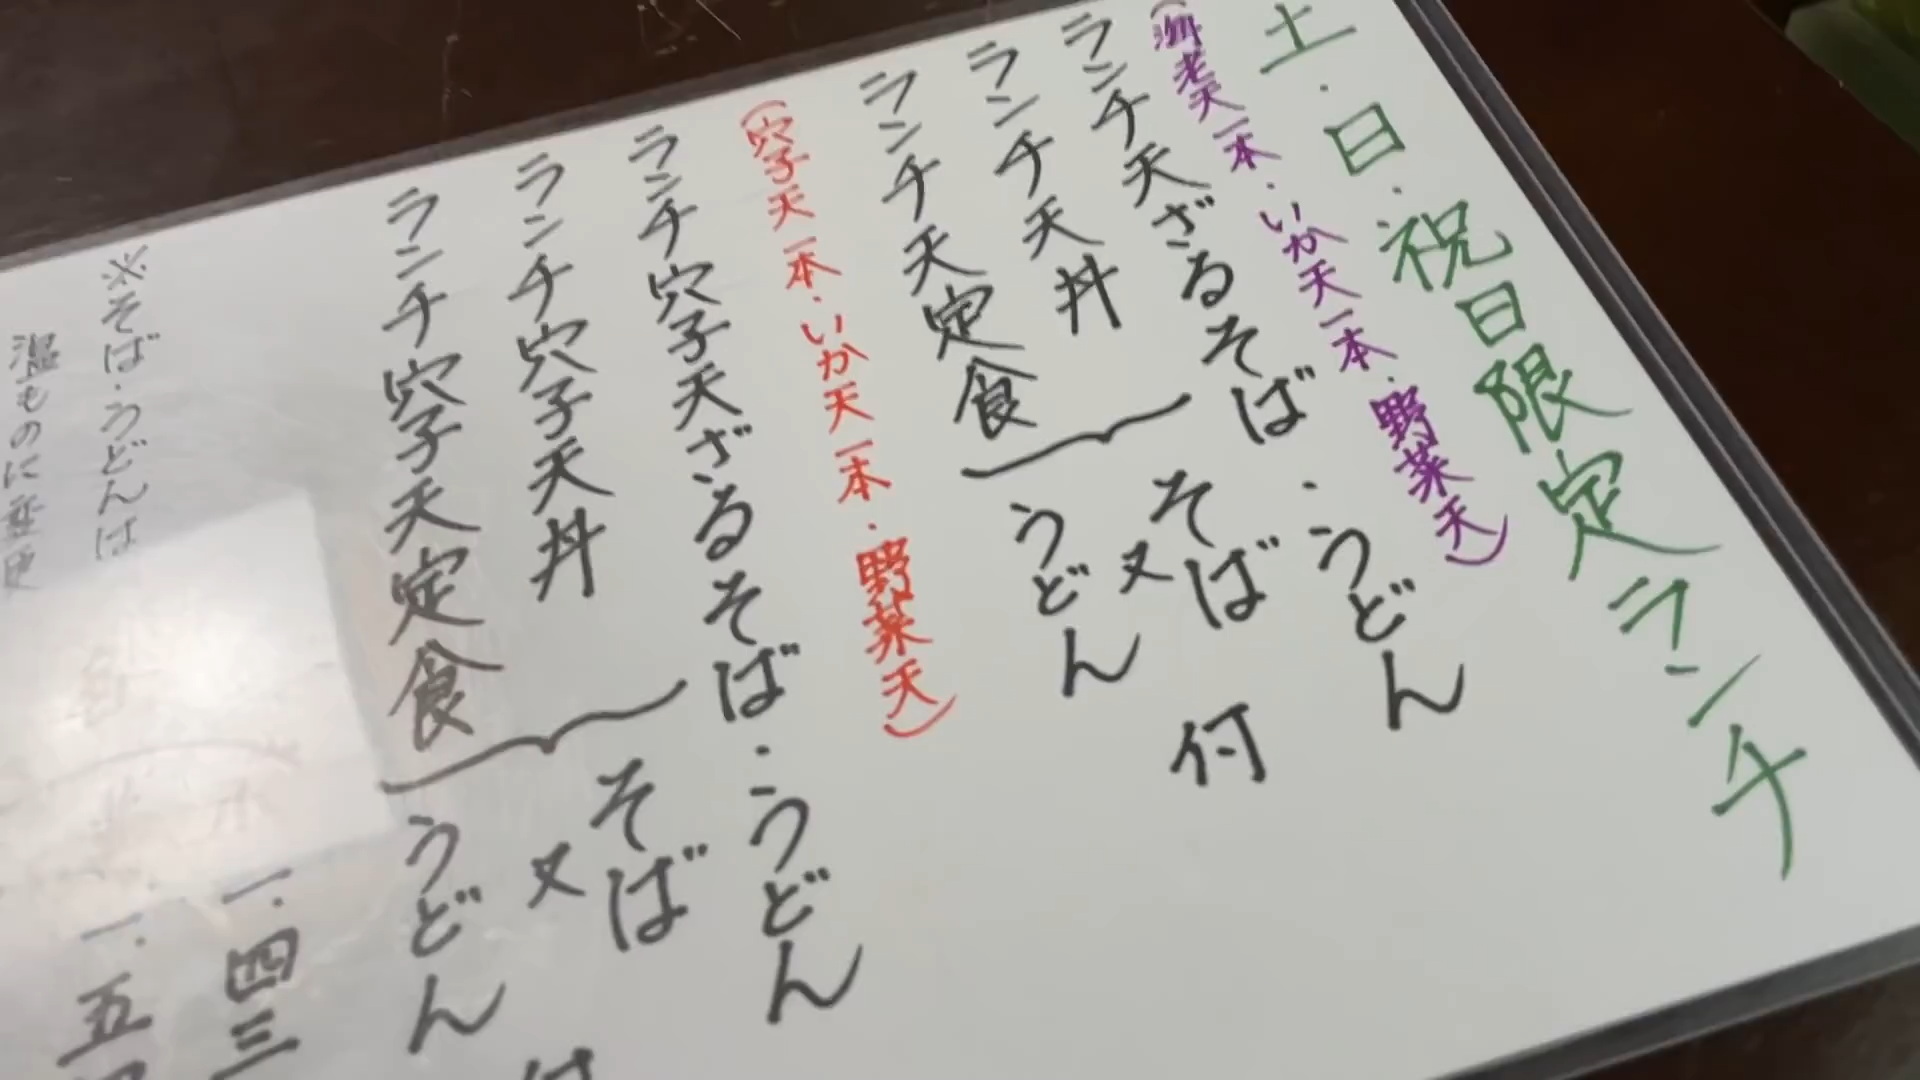 土・日・祝日限定ランチ
(海老天一本・いか天一本・野菜天)
ランチ天ざるそば・うどん
ランチ天丼
ランチ天定食
そば
又
うどん
付
(穴子天一本・いか天一本・野菜天)
ランチ穴子天ざるそば・うどん
ランチ穴子天丼
ランチ穴子天定食
そば
又
うどん
付
※そば・うどんは
温ものに変更
一.四三
一.五